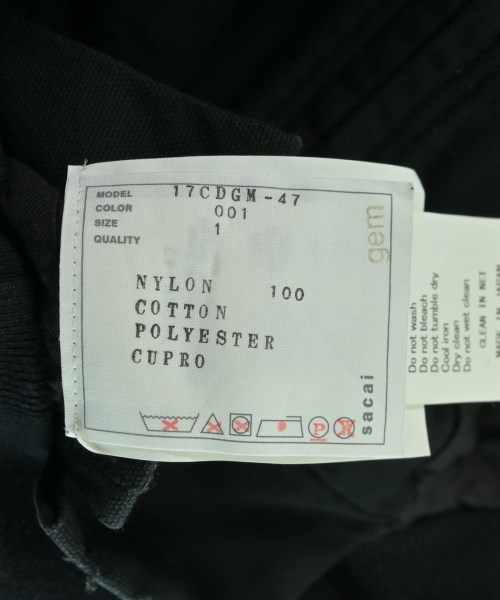 MODEL 17CDGM-47
COLOR 001
SIZE 1
QUALITY
NYLON 100
COTTON
POLYESTER
CUPRO
P
gem
sacai
Do not wash
Do not bleach
Do not tumble dry
Cool iron
Dry clean
Do not wet clean
CLEAN IN NET
MADE IN JAPAN